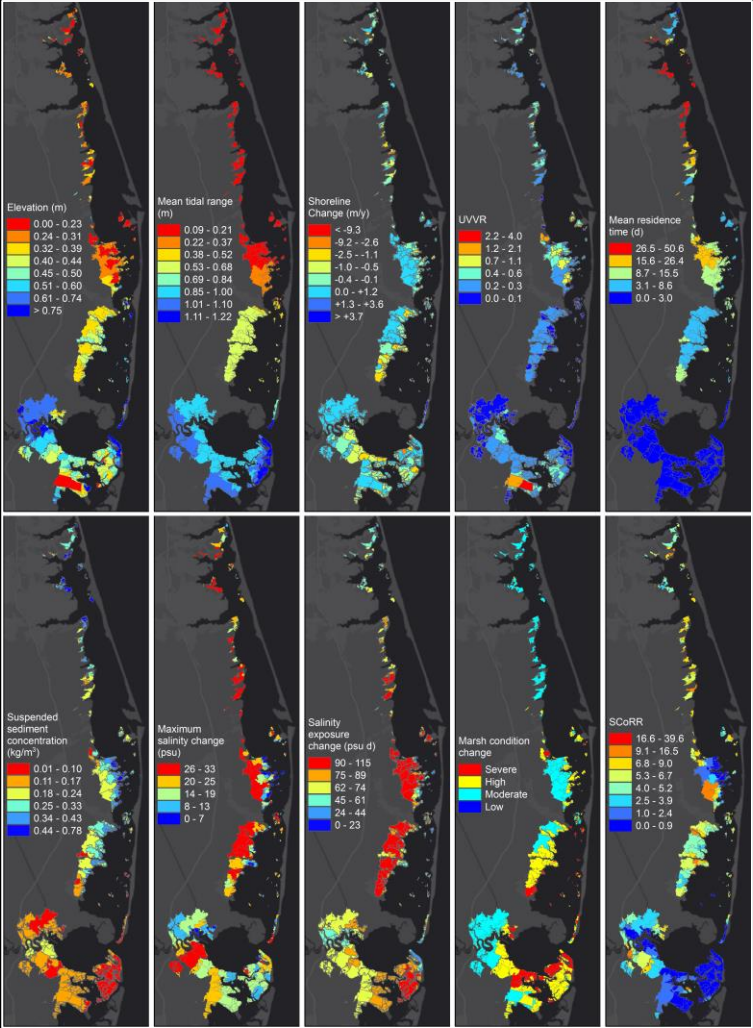 Elevation (m)
0.00 - 0.23
0.24 - 0.31
0.32 - 0.39
0.40 - 0.44
0.45 - 0.50
0.51 - 0.60
0.61 - 0.74
> 0.75
Mean tidal range
(m)
0.09 - 0.21
0.22 - 0.37
0.38 - 0.52
0.53 - 0.68
0.69 - 0.84
0.85 - 1.00
1.01 - 1.10
1.11 - 1.22
Shoreline
Change (m/y)
< -9.3
-9.2 - -2.6
-2.5 - -1.1
-1.0 - -0.5
-0.4 - -0.1
0.0 - +1.2
+1.3 - +3.6
> +3.7
UVVR
2.2 - 4.0
1.2 - 2.1
0.7 - 1.1
0.4 - 0.6
0.2 - 0.3
0.0 - 0.1
Mean residence
time (d)
26.5 - 50.6
15.6 - 26.4
8.7 - 15.5
3.1 - 8.6
0.0 - 3.0
Suspended
sediment
concentration
(kg/m³)
0.01 - 0.10
0.11 - 0.17
0.18 - 0.24
0.25 - 0.33
0.34 - 0.43
0.44 - 0.78
Maximum
salinity change
(psu)
26 - 33
20 - 25
14 - 19
8 - 13
0 - 7
Salinity
exposure
change (psu d)
90 - 115
75 - 89
62 - 74
45 - 61
24 - 44
0 - 23
Marsh condition
change
Severe
High
Moderate
Low
SCoRR
16.6 - 39.6
9.1 - 16.5
6.8 - 9.0
5.3 - 6.7
4.0 - 5.2
2.5 - 3.9
1.0 - 2.4
0.0 - 0.9